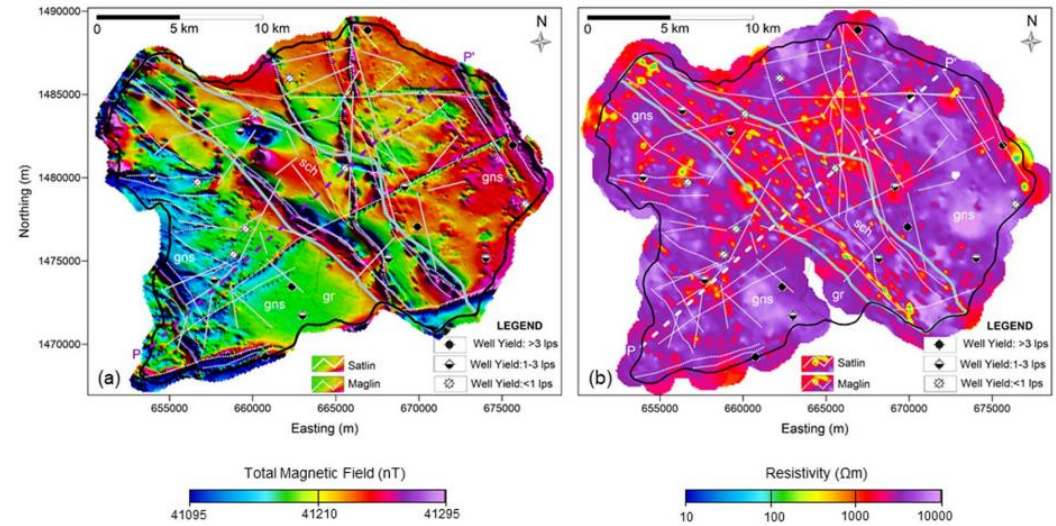 1490000
5 km
10 km
0
N
P'
1485000
Northing (m)
1480000
sch
gns
1475000
gns
gns
gr
LEGEND
Well Yield: >3 lps
1470000
P
Satlin
Well Yield:1-3 lps
(a)
Maglin
Well Yield:<1 lps
655000
660000
665000
670000
675000
Easting (m)
Total Magnetic Field (nT)
41095
41210
41295
0
5 km
10 km
N
P'
gns
gns
sch
gns
gr
LEGEND
Well Yield: >3 lps
P
Satlin
Well Yield:1-3 lps
(b)
Maglin
Well Yield:<1 lps
655000
660000
665000
670000
675000
Easting (m)
Resistivity (Ωm)
10
100
1000
10000